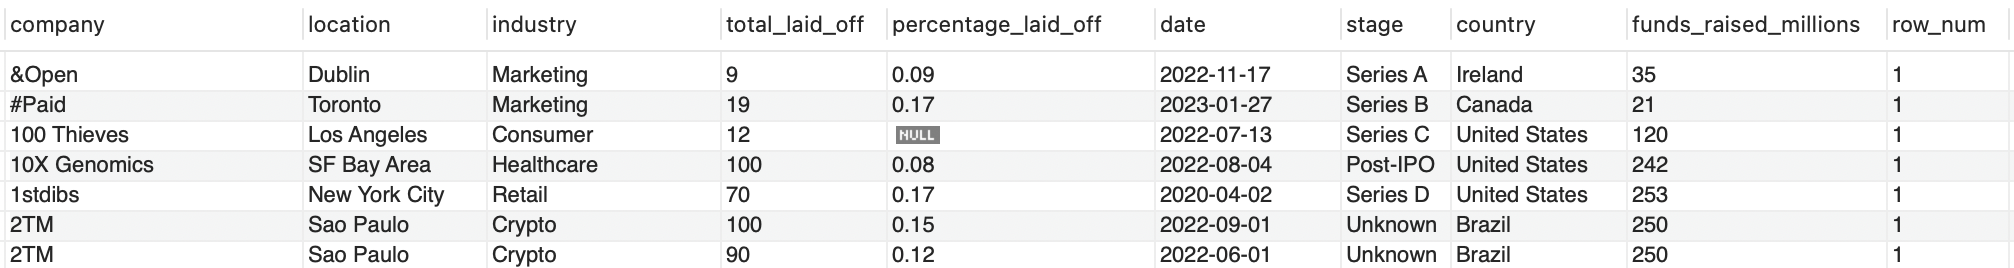 company location industry total_laid_off percentage_laid_off date stage country funds_raised_millions row_num
&Open Dublin Marketing 9 0.09 2022-11-17 Series A Ireland 35 1
#Paid Toronto Marketing 19 0.17 2023-01-27 Series B Canada 21 1
100 Thieves Los Angeles Consumer 12 NULL 2022-07-13 Series C United States 120 1
10X Genomics SF Bay Area Healthcare 100 0.08 2022-08-04 Post-IPO United States 242 1
1stdibs New York City Retail 70 0.17 2020-04-02 Series D United States 253 1
2TM Sao Paulo Crypto 100 0.15 2022-09-01 Unknown Brazil 250 1
2TM Sao Paulo Crypto 90 0.12 2022-06-01 Unknown Brazil 250 1